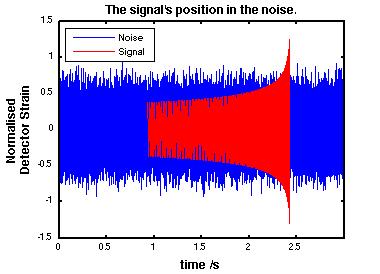 The signal's position in the noise.
1.5
Noise
Signal
1
0.5
0
-0.5
-1
-1.5
Normalised
Detector Strain
0 0.5 1 1.5 2 2.5
time /s